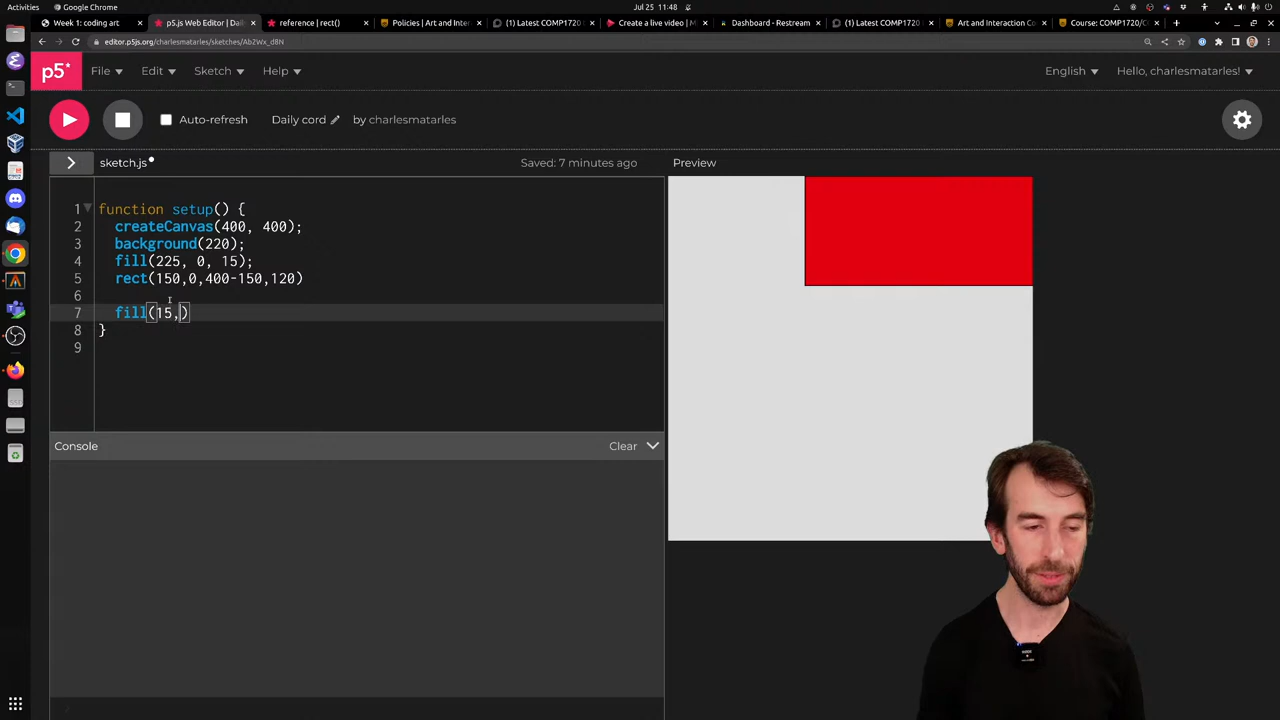 Activities
Google Chrome
Jul 25 11:48
Week 1: coding art
p5.js Web Editor | Dail
reference | rect()
Policies | Art and Inter
(1) Latest COMP1720
Create a live video | M
Dashboard - Restream
(1) Latest COMP1720
Art and Interaction Co
Course: COMP1720/C
editor.p5js.org/charlesmatarles/sketches/Ab2Wx_d8N
p5*
File
Edit
Sketch
Help
English
Hello, charlesmatarles!
Auto-refresh
Daily cord
by charlesmatarles
sketch.js
Saved: 7 minutes ago
Preview
1 function setup() {
2 createCanvas(400, 400);
3 background(220);
4 fill(225, 0, 15);
5 rect(150,0,400-150,120)
6
7 fill(15,)
8 }
9
Console
Clear